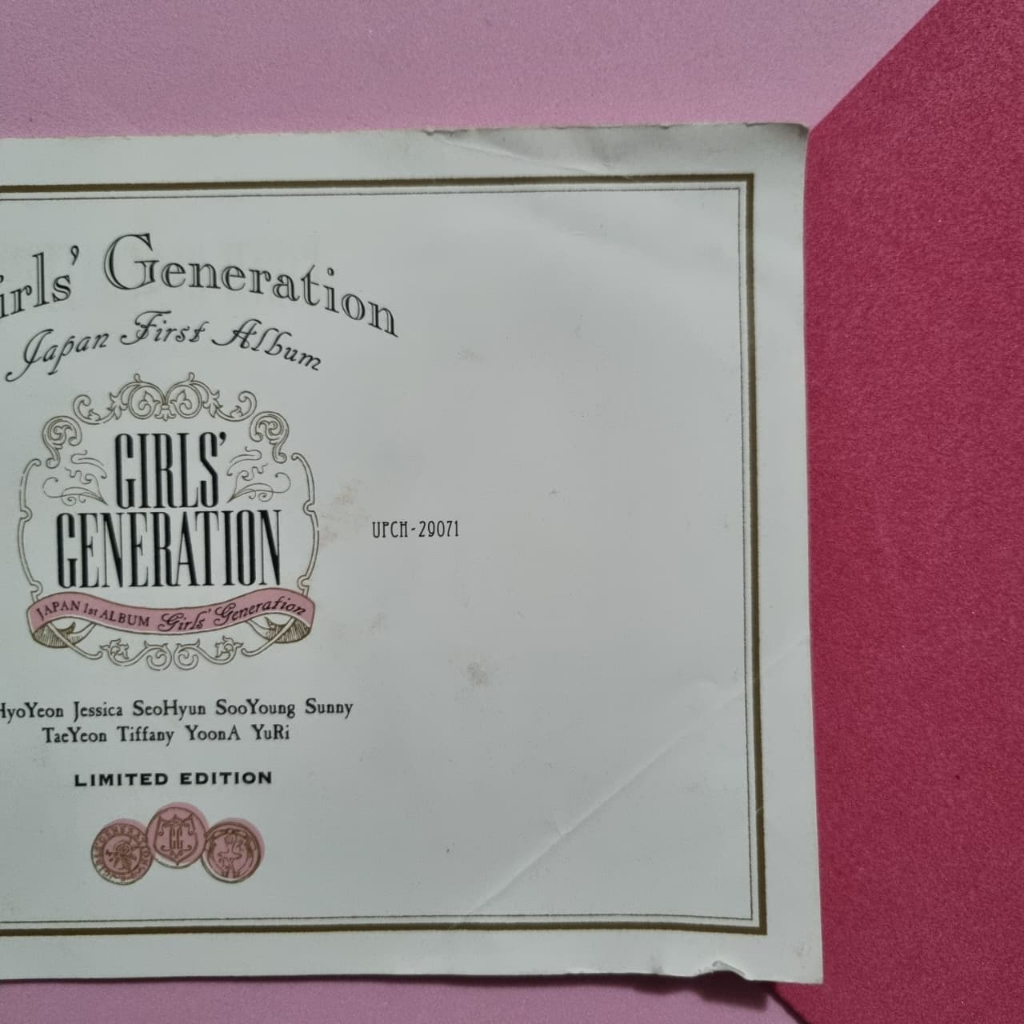 irls' Generation
Japan First Album
GIRLS'
GENERATION
JAPAN 1st ALBUM Girls' Generation
UPCH-29071
HyoYeon Jessica SeoHyun SooYoung Sunny
TaeYeon Tiffany YoonA YuRi
LIMITED EDITION